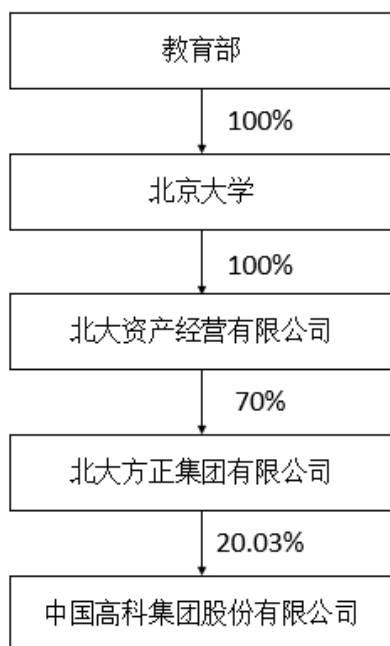 教育部
100%
北京大学
100%
北大资产经营有限公司
70%
北大方正集团有限公司
20.03%
中国高科集团股份有限公司